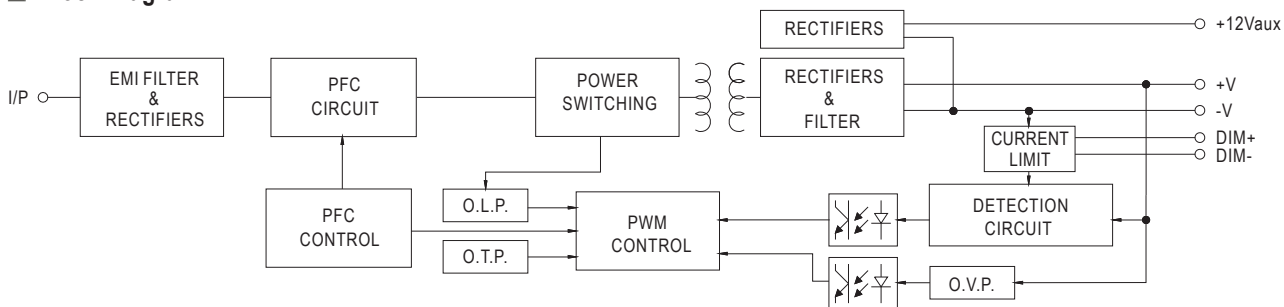 RECTIFIERS
+12Vaux
I/P
EMI FILTER
&
RECTIFIERS
PFC
CIRCUIT
POWER
SWITCHING
RECTIFIERS
&
FILTER
+V
-V
CURRENT
LIMIT
DIM+
DIM-
PFC
CONTROL
O.L.P.
O.T.P.
PWM
CONTROL
DETECTION
CIRCUIT
O.V.P.